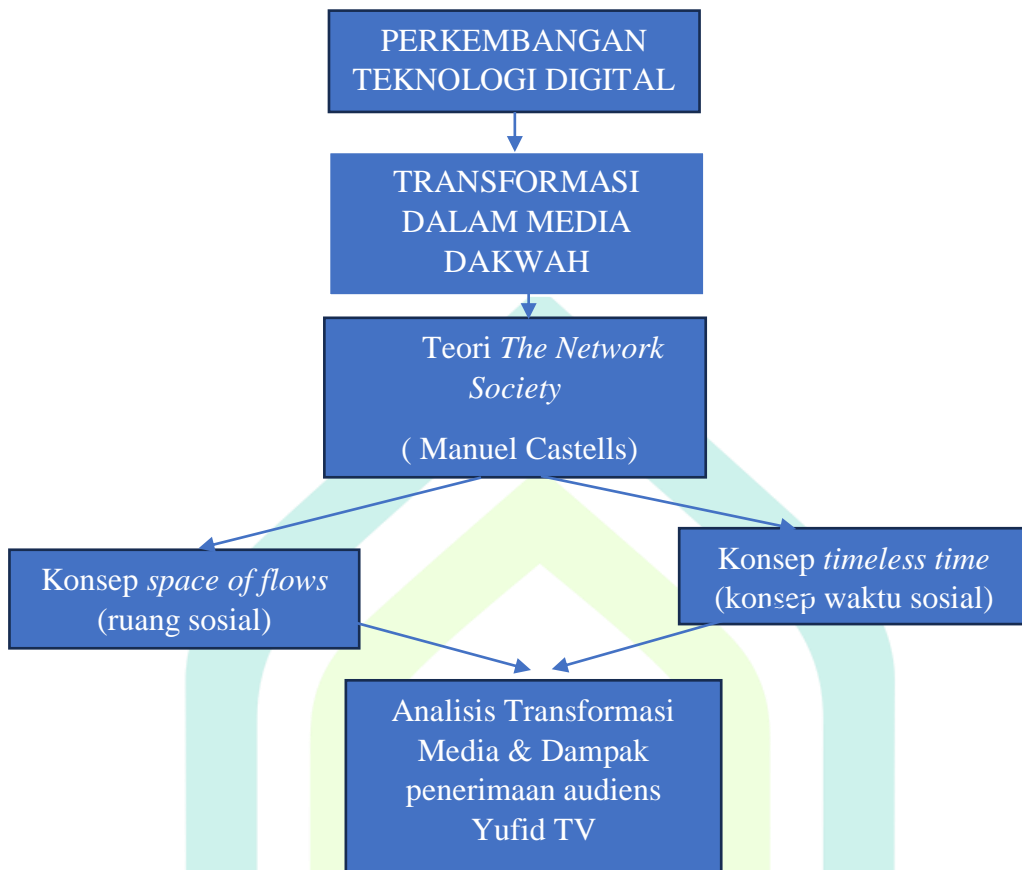 PERKEMBANGAN
TEKNOLOGI DIGITAL
TRANSFORMASI
DALAM MEDIA
DAKWAH
Teori The Network
Society
( Manuel Castells)
Konsep space of flows
(ruang sosial)
Konsep timeless time
(konsep waktu sosial)
Analisis Transformasi
Media & Dampak
penerimaan audiens
Yufid TV